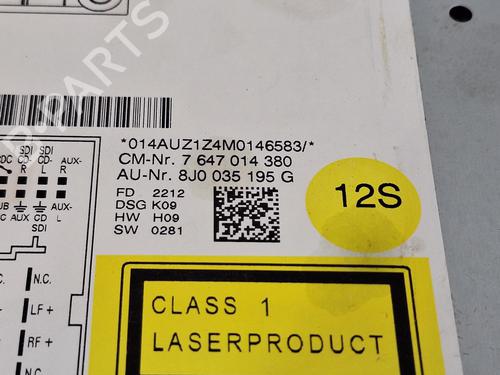 B-PARTS
*014AUZ1Z4M0146583/*
CM-Nr. 7 647 014 380
AU-Nr. 8J0 035 195 G
FD 2212
DSG K09
HW H09
SW 0281
12S
SDI SDI
CD- CD- AUX-
R L R
AUX CD L
SDI
N.C. N.C.
LF +
RF +
N.C.
CLASS 1
LASERPRODUCT